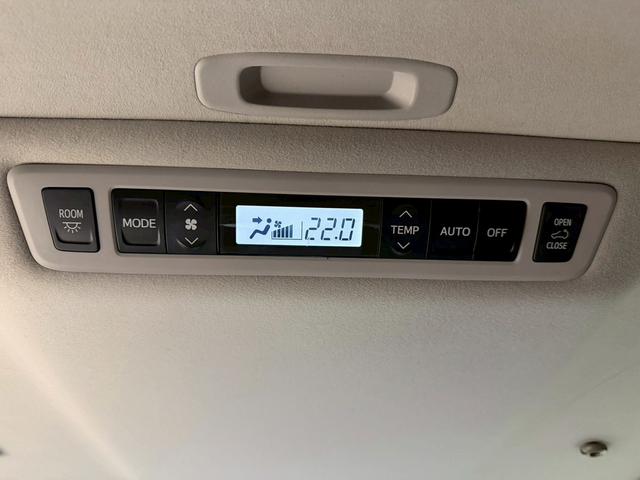 ROOM
MODE
22.0
TEMP
AUTO
OFF
OPEN
CLOSE